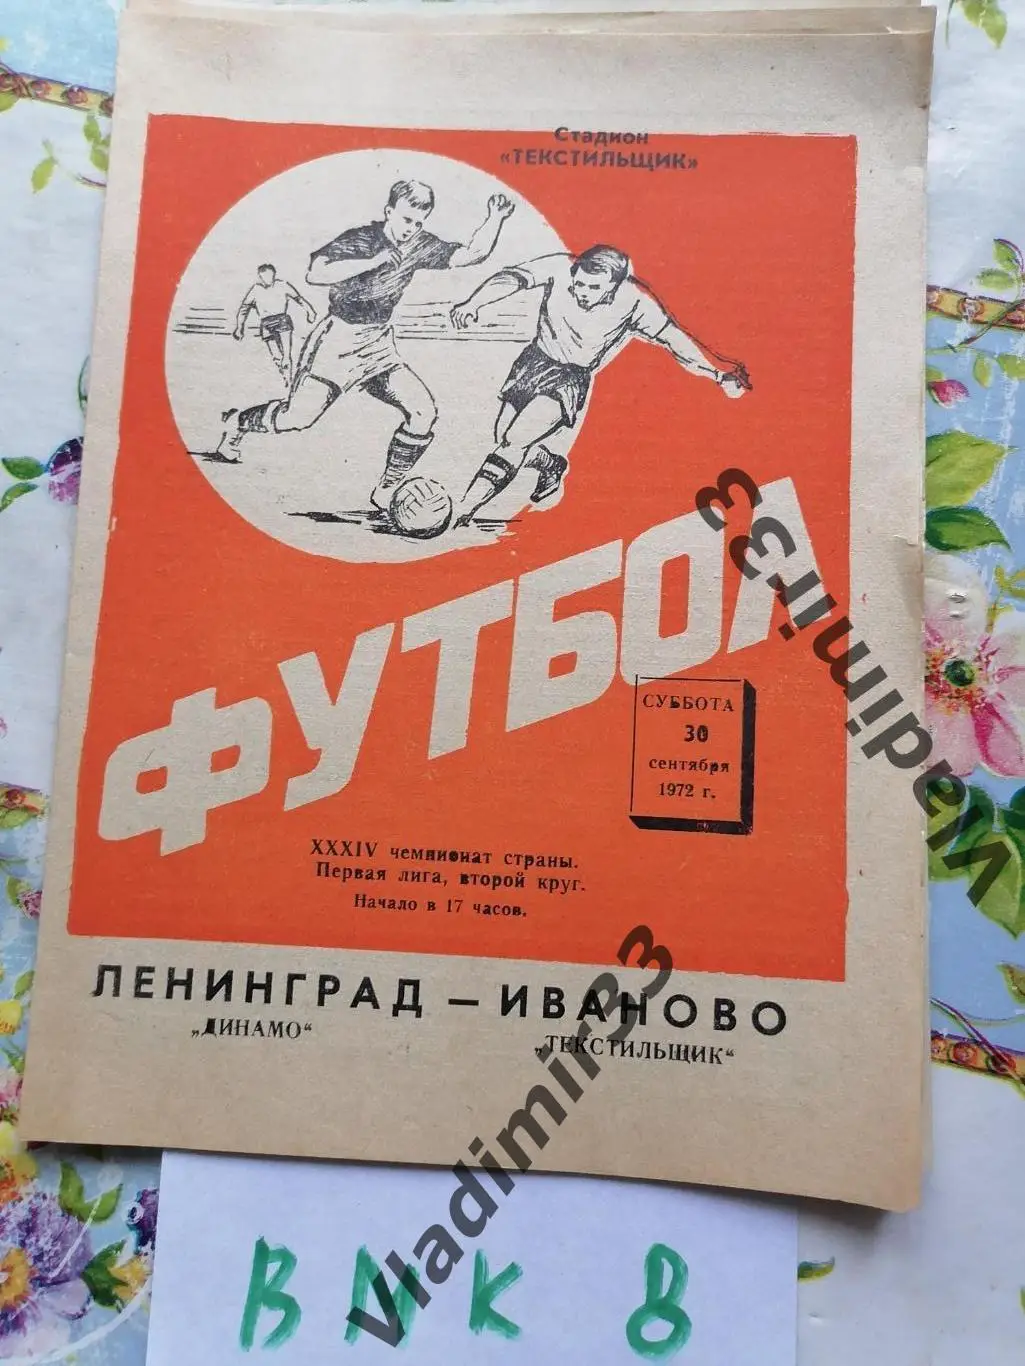 Стадион
«ТЕКСТИЛЬЩИК»
ФУТБОЛ
СУББОТА
30
сентября
1972 г.
XXXIV чемпионат страны.
Первая лига, второй круг.
Начало в 17 часов.
ЛЕНИНГРАД — ИВАНОВО
„ДИНАМО“ „ТЕКСТИЛЬЩИК“
Vladimir33
Vladimir33
ВМК 8